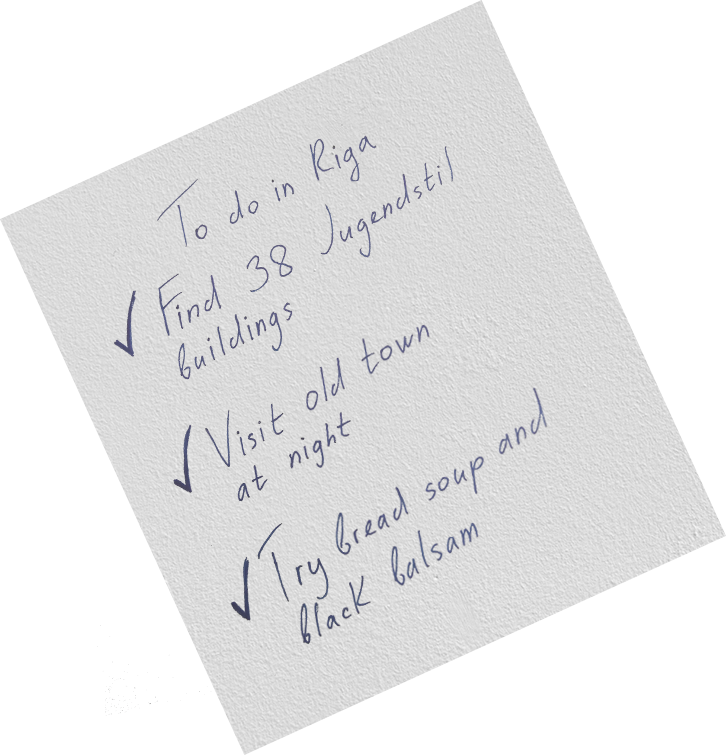 To do in Riga
✓ Find 38 Jugendstil
buildings
✓ Visit old town
at night
✓ Try bread soup and
black balsam